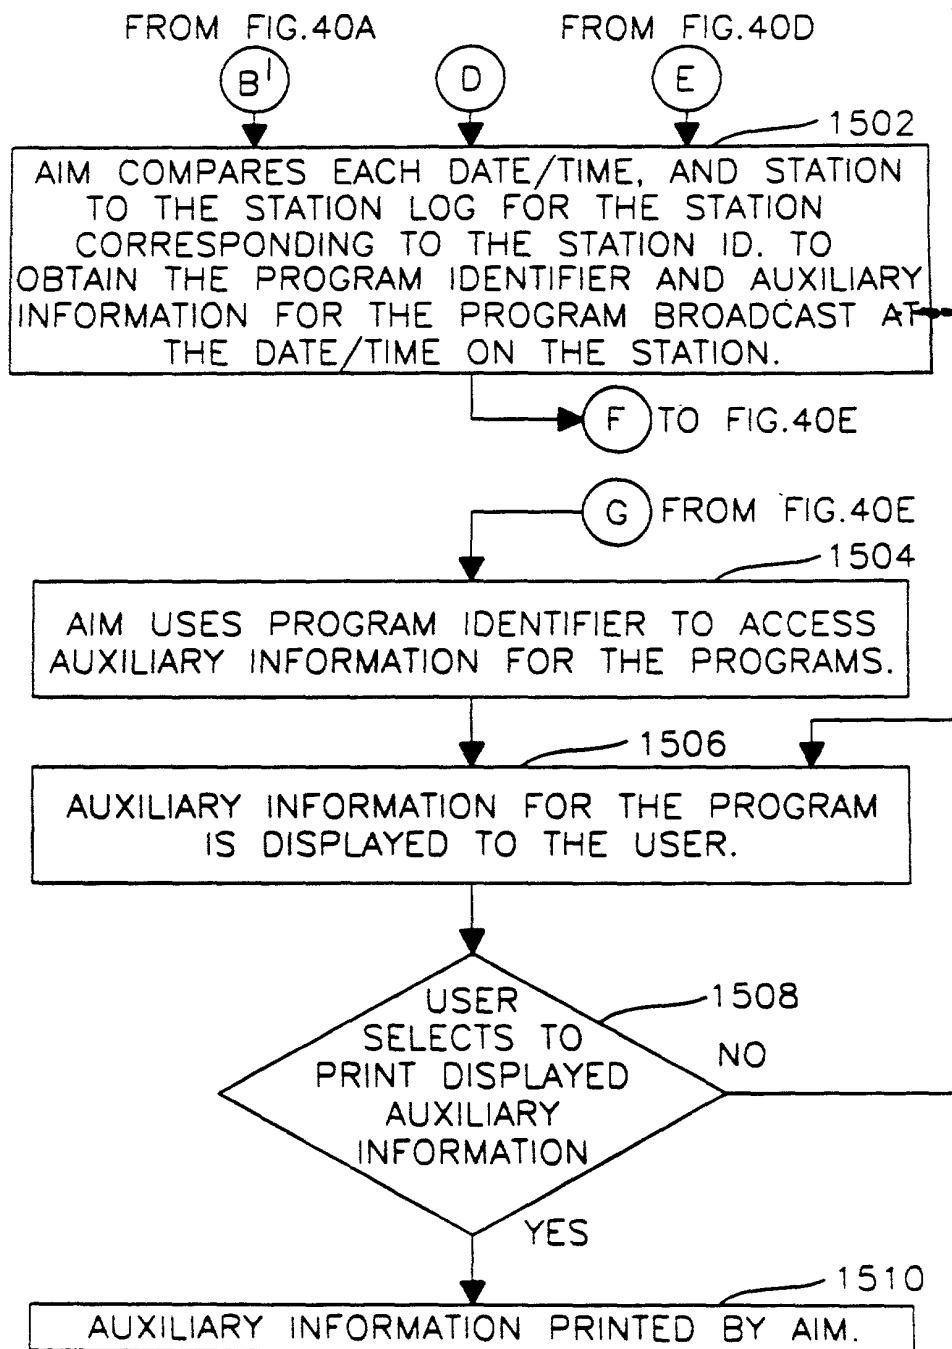 FROM FIG.40A FROM FIG.40D
B' D E
1502
AIM COMPARES EACH DATE/TIME, AND STATION
TO THE STATION LOG FOR THE STATION
CORRESPONDING TO THE STATION ID. TO
OBTAIN THE PROGRAM IDENTIFIER AND AUXILIARY
INFORMATION FOR THE PROGRAM BROADCAST AT
THE DATE/TIME ON THE STATION.
F TO FIG.40E
G FROM FIG.40E
1504
AIM USES PROGRAM IDENTIFIER TO ACCESS
AUXILIARY INFORMATION FOR THE PROGRAMS.
1506
AUXILIARY INFORMATION FOR THE PROGRAM
IS DISPLAYED TO THE USER.
USER
SELECTS TO
PRINT DISPLAYED
AUXILIARY
INFORMATION
1508
NO
YES
1510
AUXILIARY INFORMATION PRINTED BY AIM.